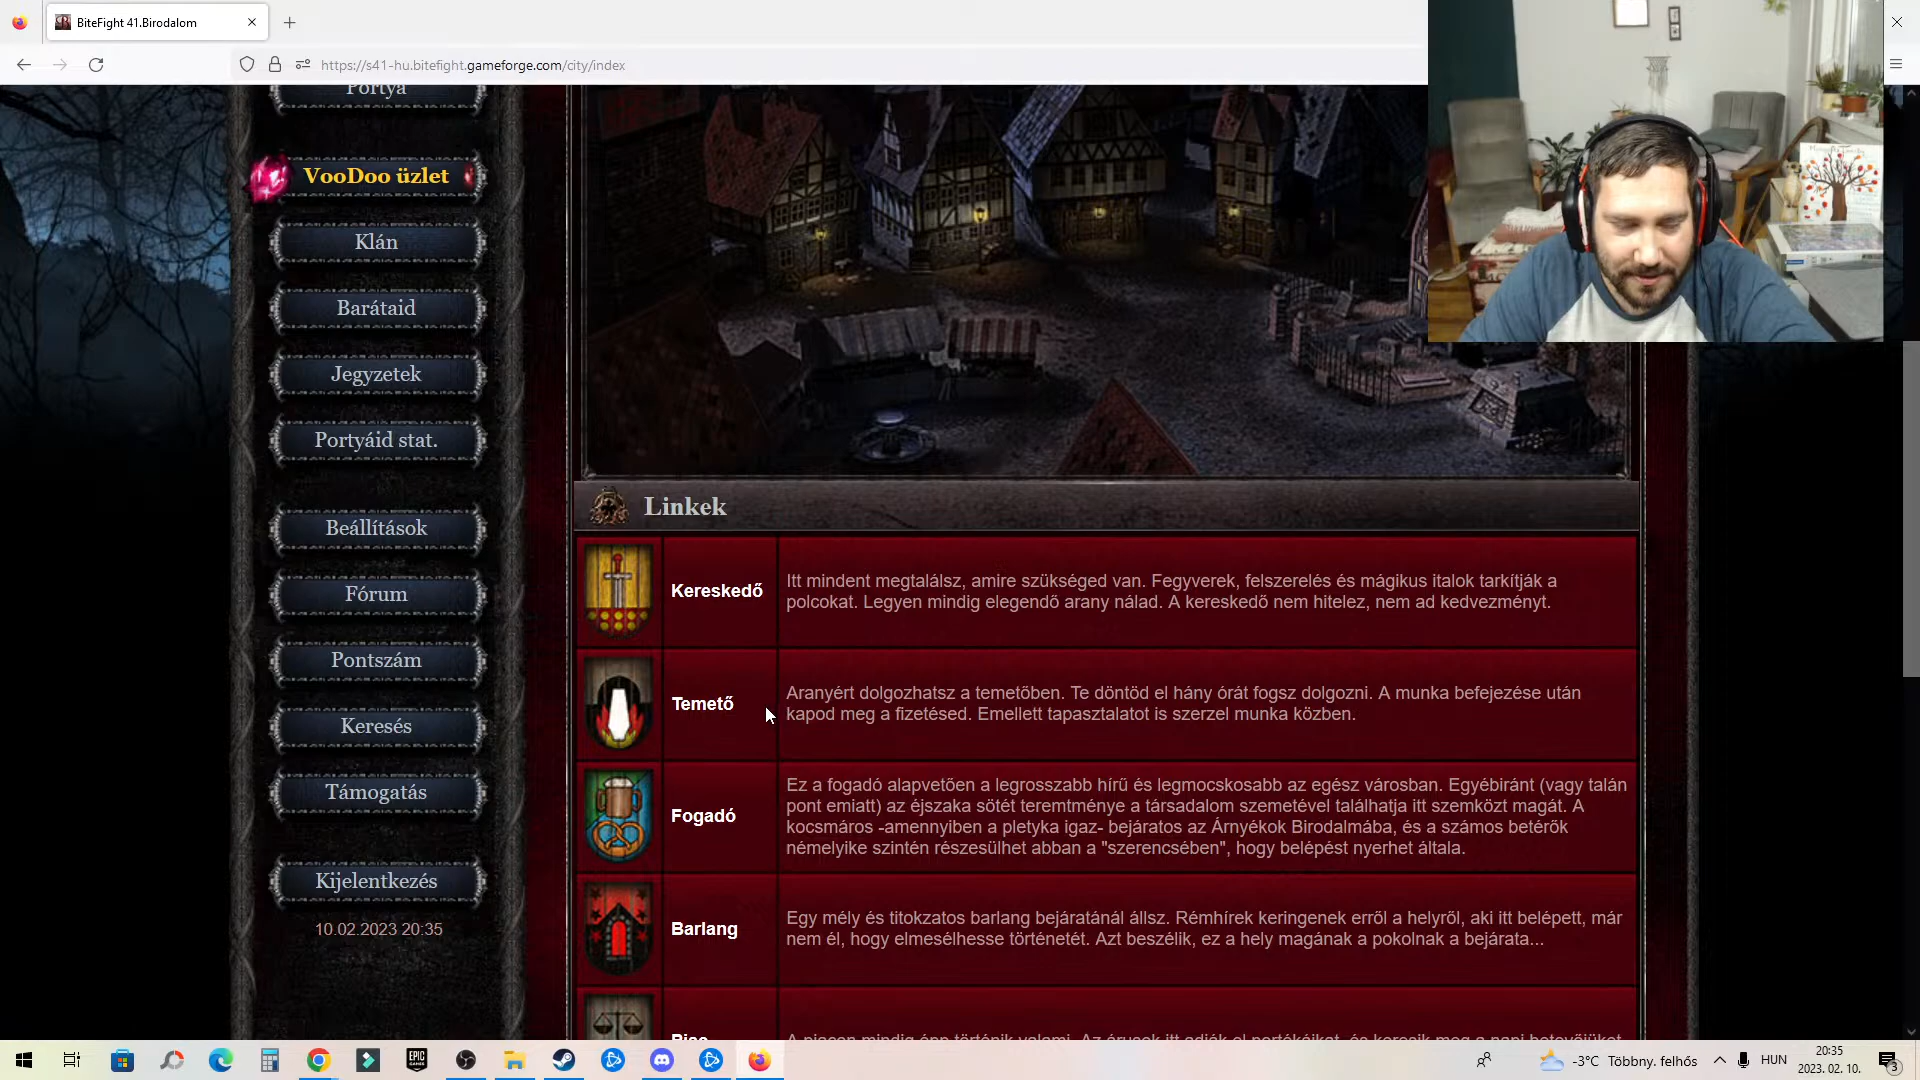 BiteFight 41.Birodalom
https://s41-hu.bitefight.gameforge.com/city/index
Portya
VooDoo üzlet
Klán
Barátaid
Jegyzetek
Portyáid stat.
Beállítások
Fórum
Pontszám
Keresés
Támogatás
Kijelentkezés
10.02.2023 20:35
Linkek
Kereskedő
Itt mindent megtalálsz, amire szükséged van. Fegyverek, felszerelés és mágikus italok tarkítják a
polcokat. Legyen mindig elegendő arany nálad. A kereskedő nem hitelez, nem ad kedvezményt.
Temető
Aranyért dolgozhatsz a temetőben. Te döntöd el hány órát fogsz dolgozni. A munka befejezése után
kapod meg a fizetésed. Emellett tapasztalatot is szerzel munka közben.
Fogadó
Ez a fogadó alapvetően a legrosszabb hírű és legmocskosabb az egész városban. Egyébiránt (vagy talán
pont emiatt) az éjszaka sötét teremtménye a társadalom szemetével találhatja itt szemközt magát. A
kocsmáros -amennyiben a pletyka igaz- bejáratos az Árnyékok Birodalmába, és a számos betérők
némelyike szintén részesülhet abban a "szerencsében", hogy belépést nyerhet általa.
Barlang
Egy mély és titokzatos barlang bejáratánál állsz. Rémhírek keringenek erről a helyről, aki itt belépett, már
nem él, hogy elmesélhesse történetét. Azt beszélik, ez a hely magának a pokolnak a bejárata...
EPIC
GAMES
-3°C Többny. felhős
HUN
20:35
2023. 02. 10.
3